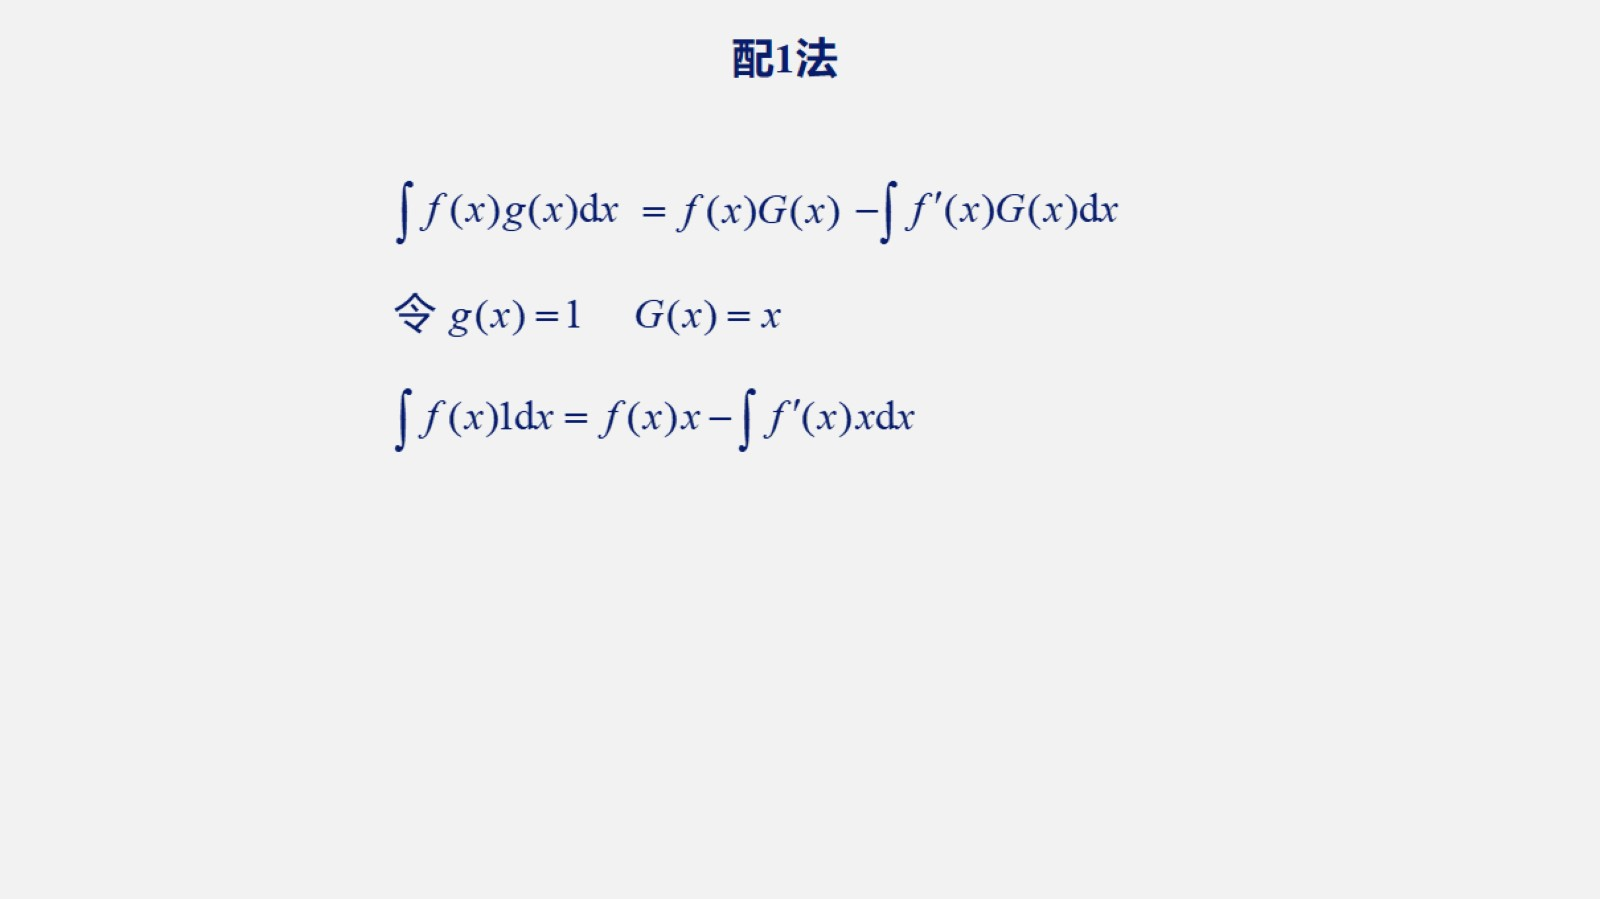 配1法
∫ f(x)g(x)dx = f(x)G(x) −∫ f′(x)G(x)dx
令 g(x)=1 G(x)=x
∫ f(x)1dx = f(x)x−∫ f′(x)xdx